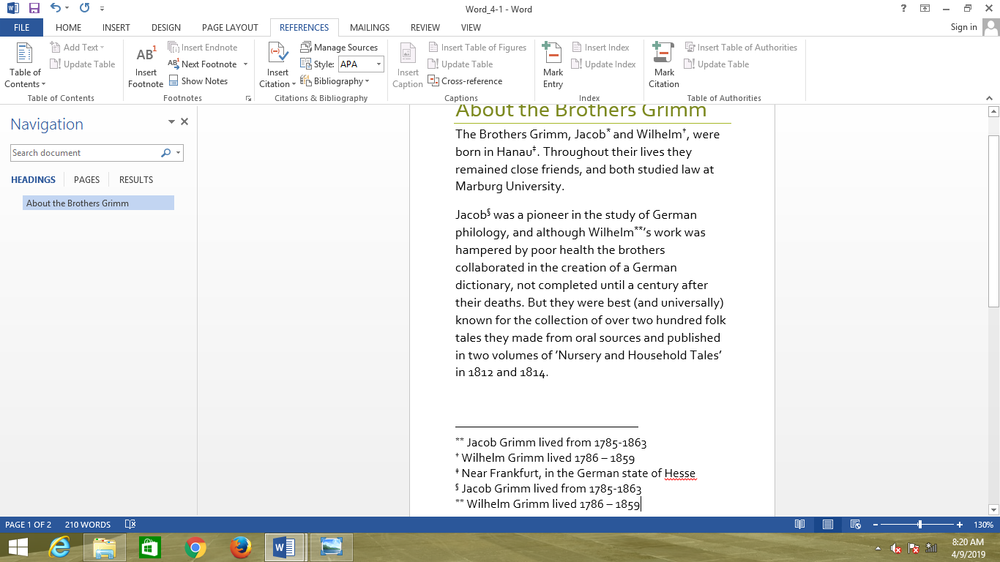 Word_4-1 - Word
FILE HOME INSERT DESIGN PAGE LAYOUT REFERENCES MAILINGS REVIEW VIEW Sign in
Table of Contents
Add Text
Update Table
Table of Contents
AB1 Insert Footnote
Insert Endnote
AB1 Next Footnote
Show Notes
Footnotes
Insert Citation
Manage Sources
Style: APA
Bibliography
Citations & Bibliography
Insert Caption
Insert Table of Figures
Update Table
Cross-reference
Captions
Mark Entry
Insert Index
Update Index
Index
Mark Citation
Insert Table of Authorities
Update Table
Table of Authorities
Navigation
Search document
HEADINGS PAGES RESULTS
About the Brothers Grimm
About the Brothers Grimm
The Brothers Grimm, Jacob* and Wilhelm†, were
born in Hanau‡. Throughout their lives they
remained close friends, and both studied law at
Marburg University.
Jacob§ was a pioneer in the study of German
philology, and although Wilhelm**’s work was
hampered by poor health the brothers
collaborated in the creation of a German
dictionary, not completed until a century after
their deaths. But they were best (and universally)
known for the collection of over two hundred folk
tales they made from oral sources and published
in two volumes of ’Nursery and Household Tales’
in 1812 and 1814.
** Jacob Grimm lived from 1785-1863
† Wilhelm Grimm lived 1786 – 1859
‡ Near Frankfurt, in the German state of Hesse
§ Jacob Grimm lived from 1785-1863
** Wilhelm Grimm lived 1786 – 1859
PAGE 1 OF 2 210 WORDS 130%
8:20 AM
4/9/2019